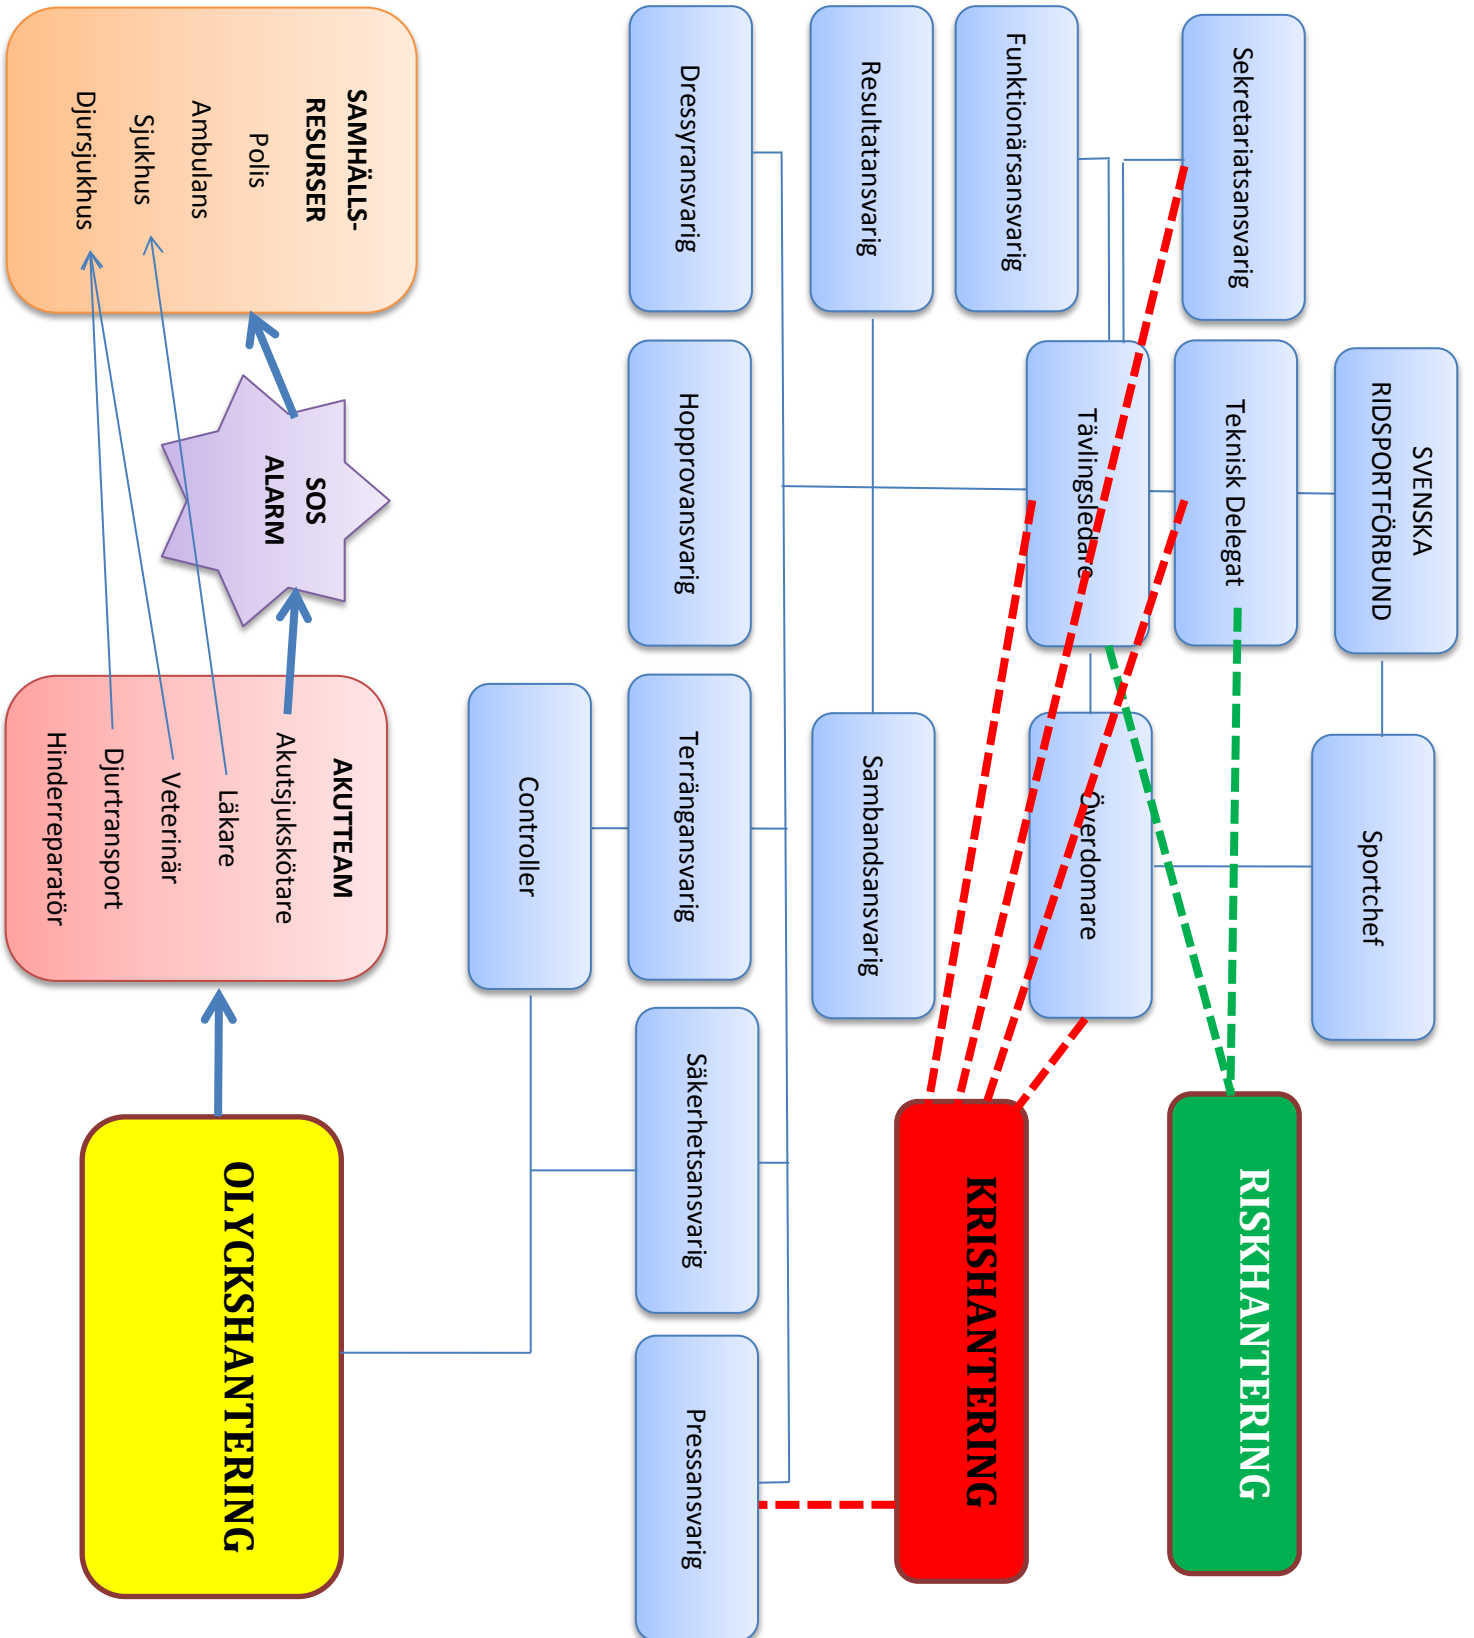 SVENSKA
RIDSPORTFÖRBUND
Sportchef
Sekretariatsansvarig
Teknisk Delegat
RISKHANTERING
Funktionärsansvarig
Tävlingsledare
Överdomare
KRISHANTERING
Resultatansvarig
Sambandsansvarig
Dressyransvarig
Hopprovansvarig
Terrängansvarig
Säkerhetsansvarig
Pressansvarig
Controller
SAMHÄLLS-
RESURSER
Polis
Ambulans
Sjukhus
Djursjukhus
SOS
ALARM
AKUTTEAM
Akutsjukskötare
Läkare
Veterinär
Djurtransport
Hinderreparatör
OLYCKSHANTERING